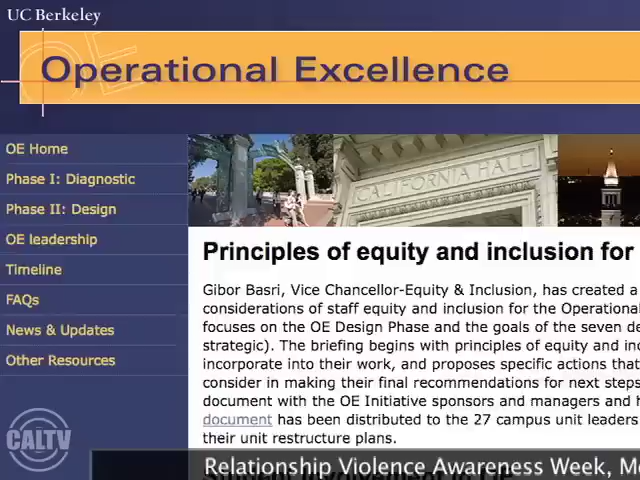 UC Berkeley
OE
Operational Excellence
OE Home
Phase I: Diagnostic
Phase II: Design
OE leadership
Timeline
FAQs
News & Updates
Other Resources
CALIFORNIA HALL
Principles of equity and inclusion for
Gibor Basri, Vice Chancellor-Equity & Inclusion, has created a
considerations of staff equity and inclusion for the Operational
focuses on the OE Design Phase and the goals of the seven de
strategic). The briefing begins with principles of equity and inc
incorporate into their work, and proposes specific actions that
consider in making their final recommendations for next steps
document with the OE Initiative sponsors and managers and h
document has been distributed to the 27 campus unit leaders
their unit restructure plans.
CALTV
Relationship Violence Awareness Week, Mo